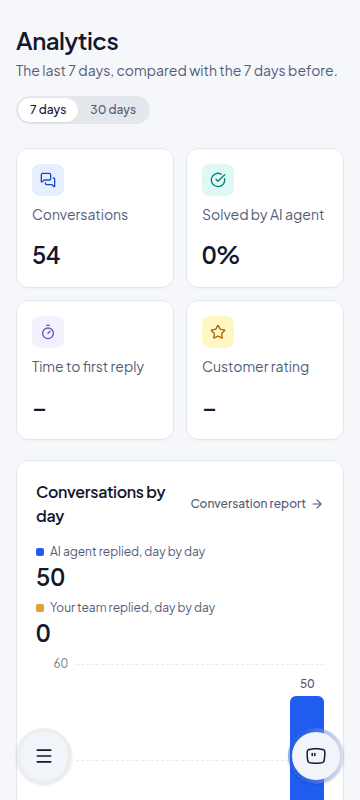 Analytics
The last 7 days, compared with the 7 days before.
7 days 30 days
Conversations
54
Solved by AI agent
0%
Time to first reply
–
Customer rating
–
Conversations by
day
Conversation report →
AI agent replied, day by day
50
Your team replied, day by day
0
60
50